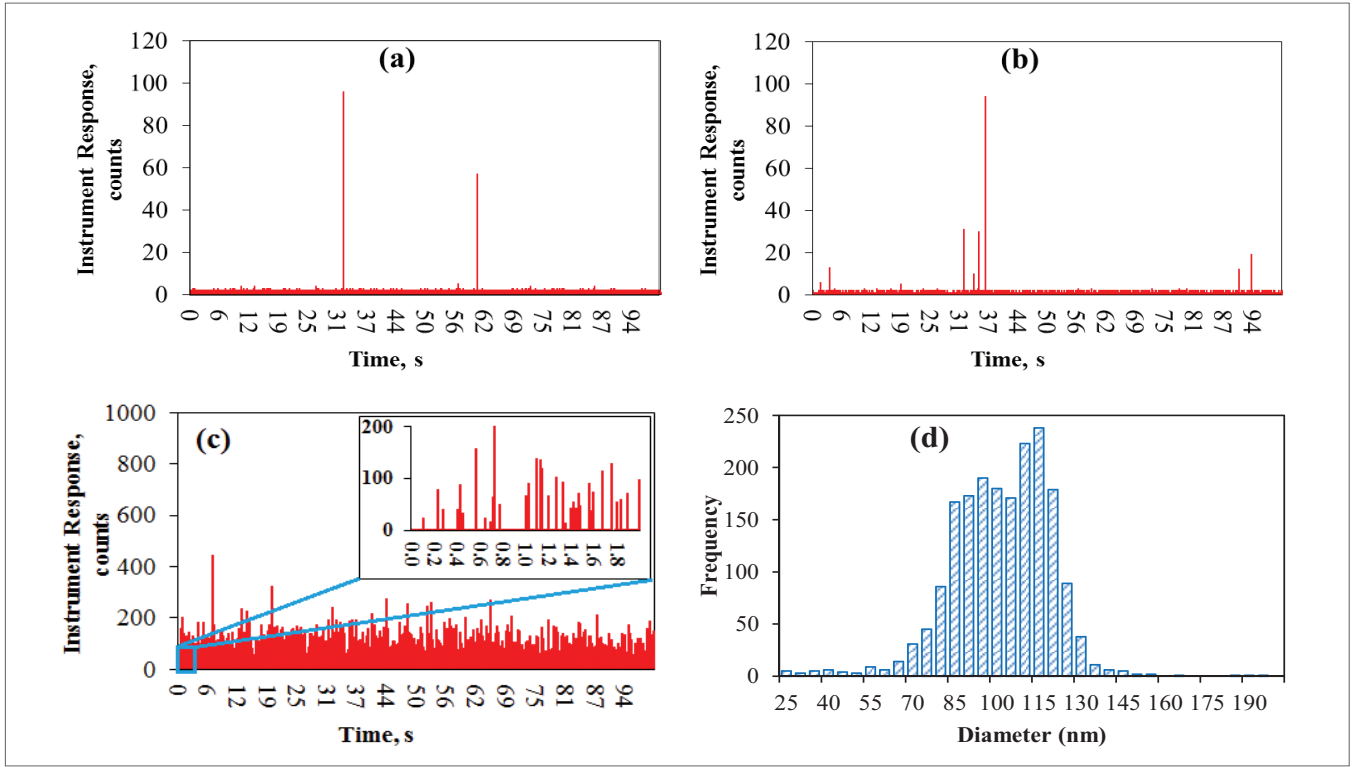 (a)
Instrument Response,
counts
120
100
80
60
40
20
0
0 6 12 19 25 31 37 44 50 56 62 69 75 81 87 94
Time, s
(b)
Instrument Response,
counts
120
100
80
60
40
20
0
0 6 12 19 25 31 37 44 50 56 62 69 75 81 87 94
Time, s
(c)
Instrument Response,
counts
1000
800
600
400
200
0
0 6 12 19 25 31 37 44 50 56 62 69 75 81 87 94
Time, s
200
100
0
0.0 0.2 0.4 0.6 0.8 1.0 1.2 1.4 1.6 1.8
(d)
Frequency
250
200
150
100
50
0
25 40 55 70 85 100 115 130 145 160 175 190
Diameter (nm)